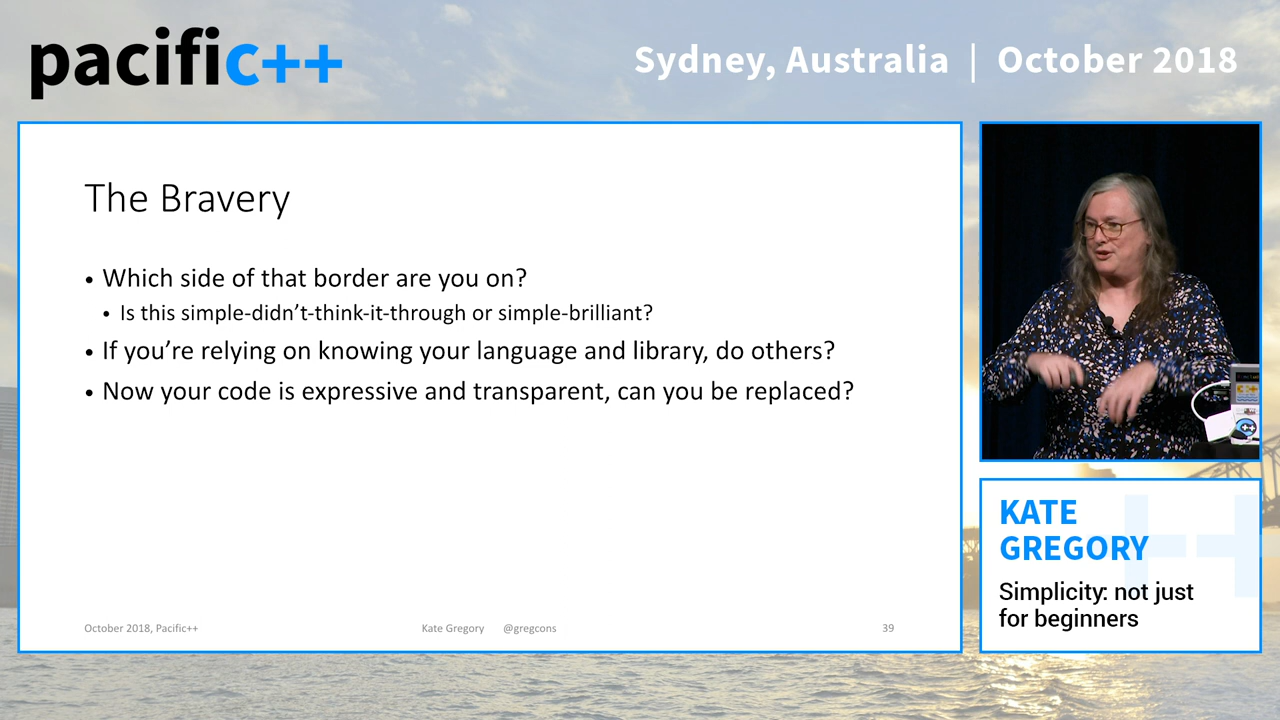 pacific++
Sydney, Australia | October 2018
The Bravery
• Which side of that border are you on?
• Is this simple-didn’t-think-it-through or simple-brilliant?
• If you’re relying on knowing your language and library, do others?
• Now your code is expressive and transparent, can you be replaced?
October 2018, Pacific++
Kate Gregory @gregcons
39
KATE
GREGORY
Simplicity: not just
for beginners